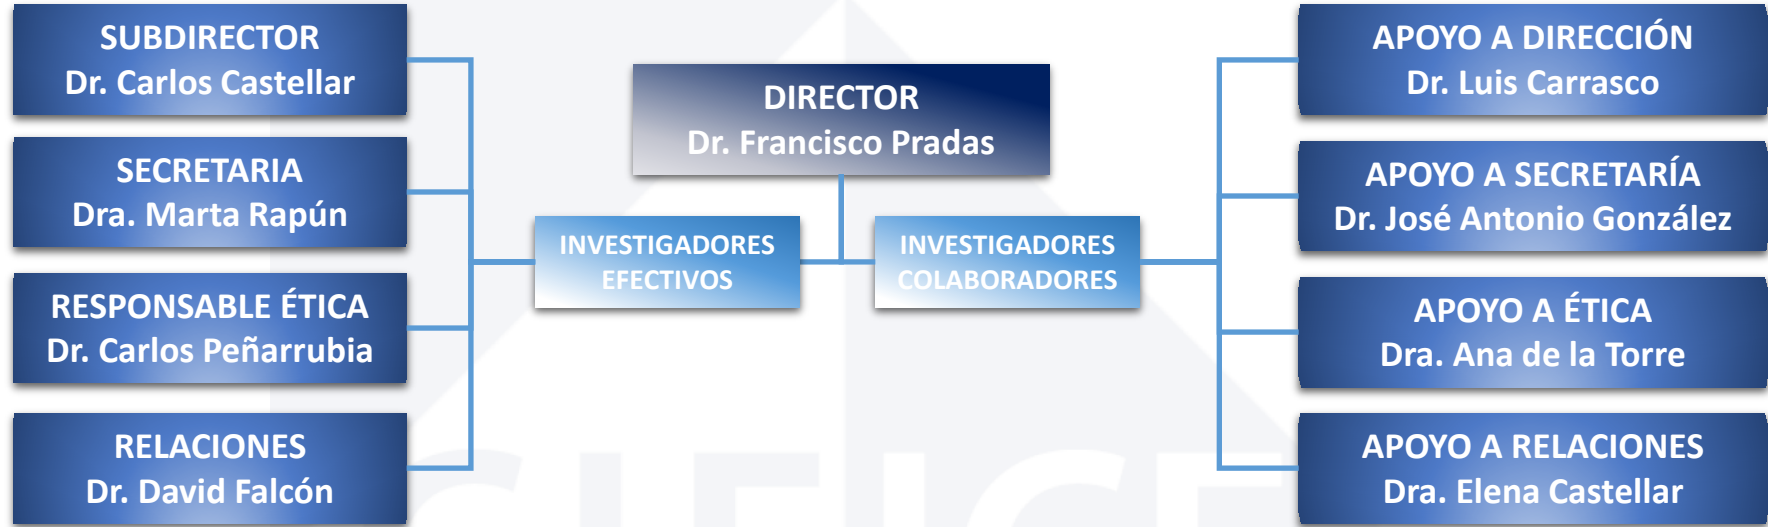 SUBDIRECTOR
Dr. Carlos Castellar
SECRETARIA
Dra. Marta Rapún
RESPONSABLE ÉTICA
Dr. Carlos Peñarrubia
RELACIONES
Dr. David Falcón
DIRECTOR
Dr. Francisco Pradas
INVESTIGADORES
EFECTIVOS
INVESTIGADORES
COLABORADORES
APOYO A DIRECCIÓN
Dr. Luis Carrasco
APOYO A SECRETARÍA
Dr. José Antonio González
APOYO A ÉTICA
Dra. Ana de la Torre
APOYO A RELACIONES
Dra. Elena Castellar